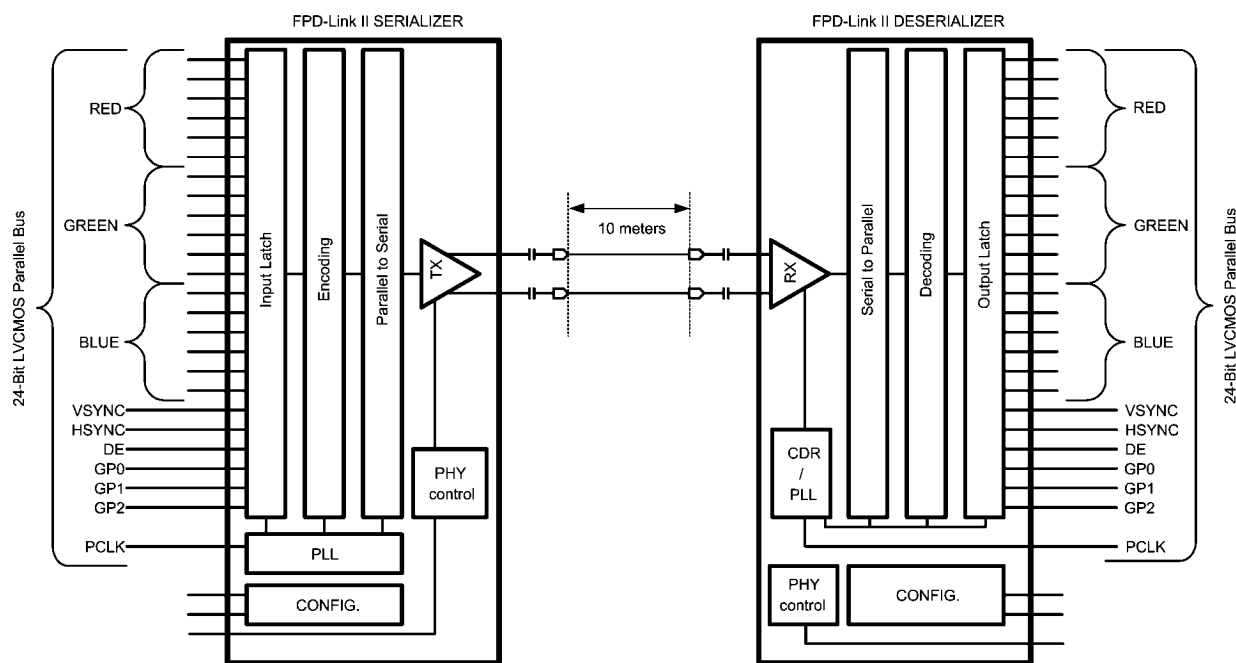 FPD-Link II SERIALIZER
FPD-Link II DESERIALIZER
24-Bit LVCMOS Parallel Bus
RED
GREEN
BLUE
VSYNC
HSYNC
DE
GP0
GP1
GP2
PCLK
Input Latch
Encoding
Parallel to Serial
TX
PHY
control
PLL
CONFIG.
10 meters
RX
CDR
/
PLL
Serial to Parallel
Decoding
Output Latch
PHY
control
CONFIG.
RED
GREEN
BLUE
VSYNC
HSYNC
DE
GP0
GP1
GP2
PCLK
24-Bit LVCMOS Parallel Bus